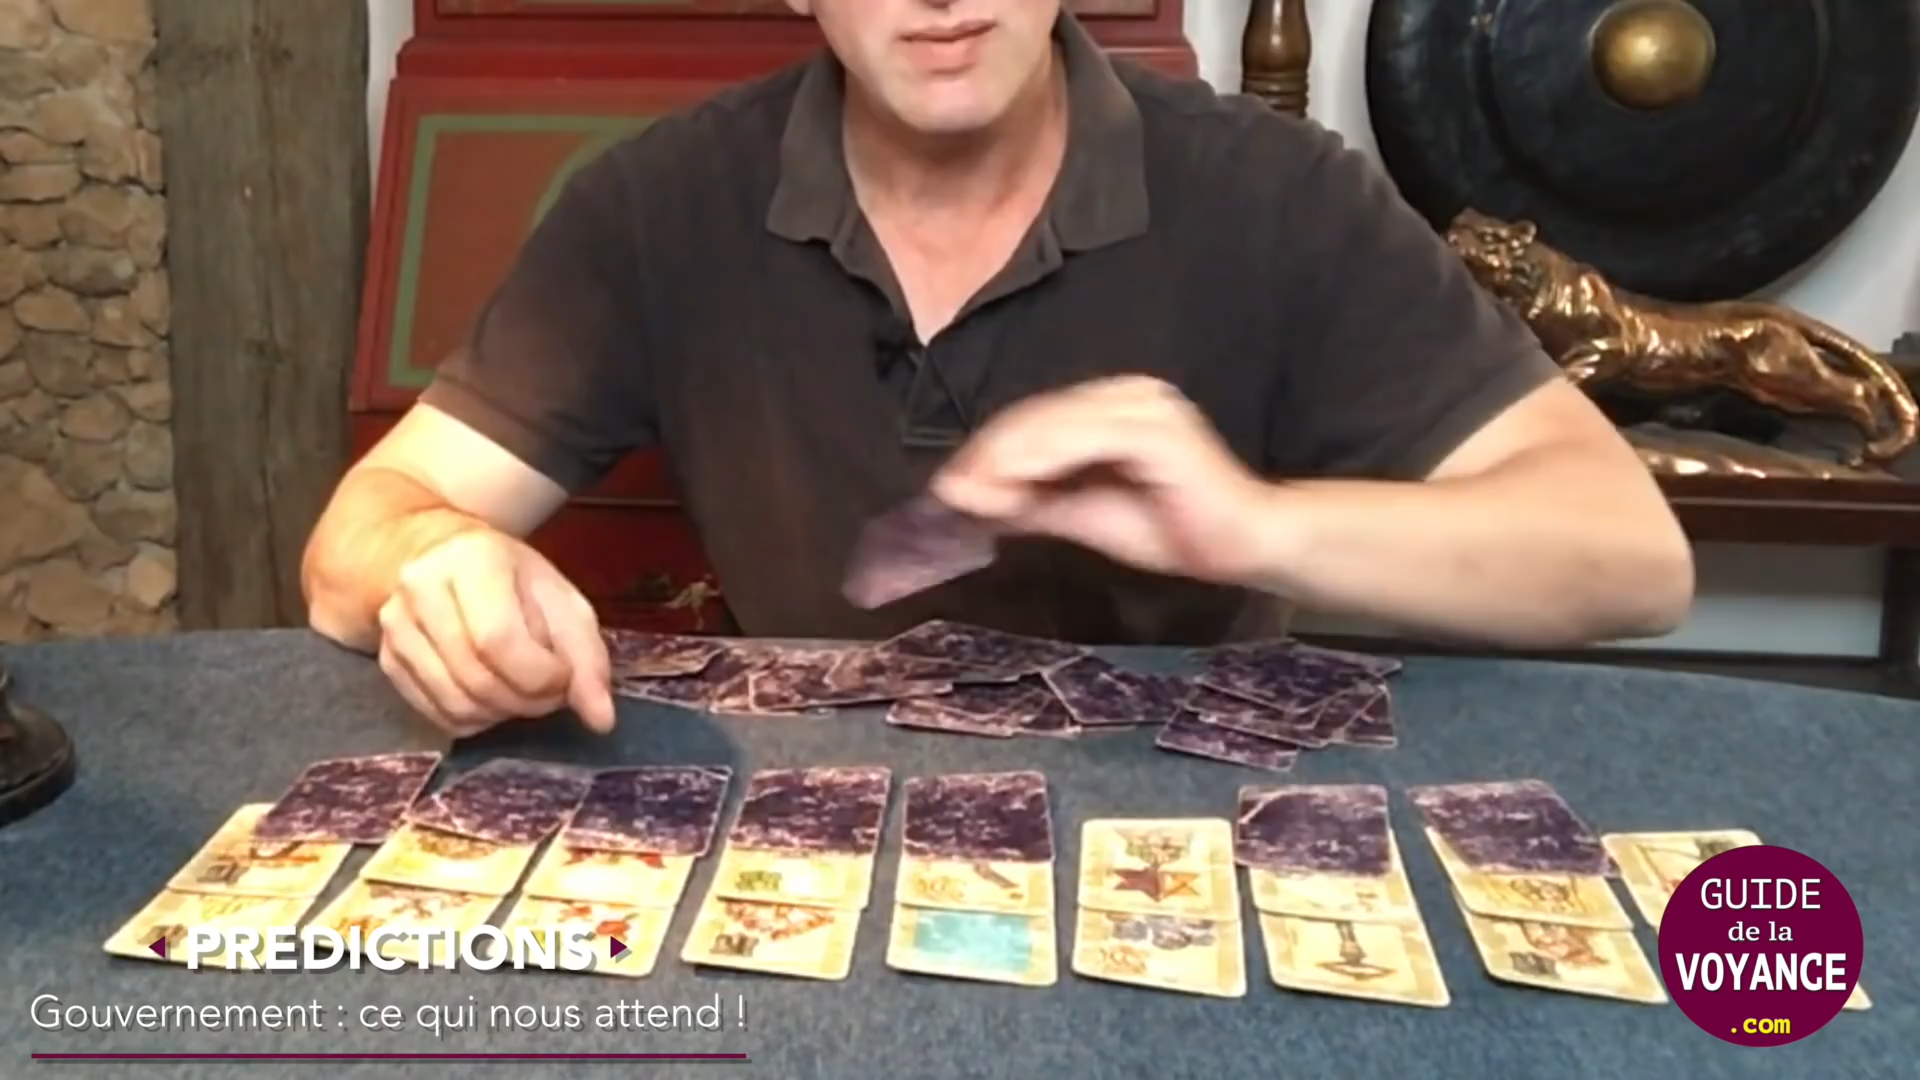 PREDICTIONS
Gouvernement : ce qui nous attend !
GUIDE
de la
VOYANCE
.com